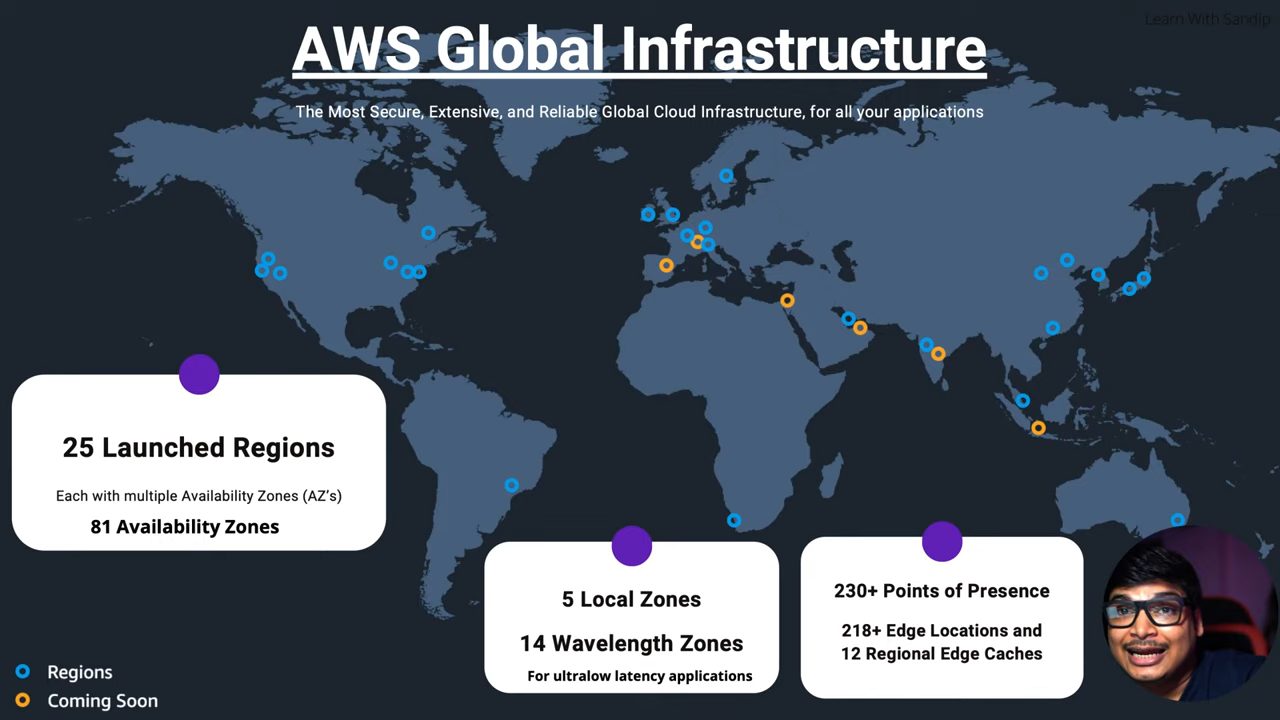 Learn With Sandip
AWS Global Infrastructure
The Most Secure, Extensive, and Reliable Global Cloud Infrastructure, for all your applications
25 Launched Regions
Each with multiple Availability Zones (AZ’s)
81 Availability Zones
5 Local Zones
14 Wavelength Zones
For ultralow latency applications
230+ Points of Presence
218+ Edge Locations and
12 Regional Edge Caches
Regions
Coming Soon